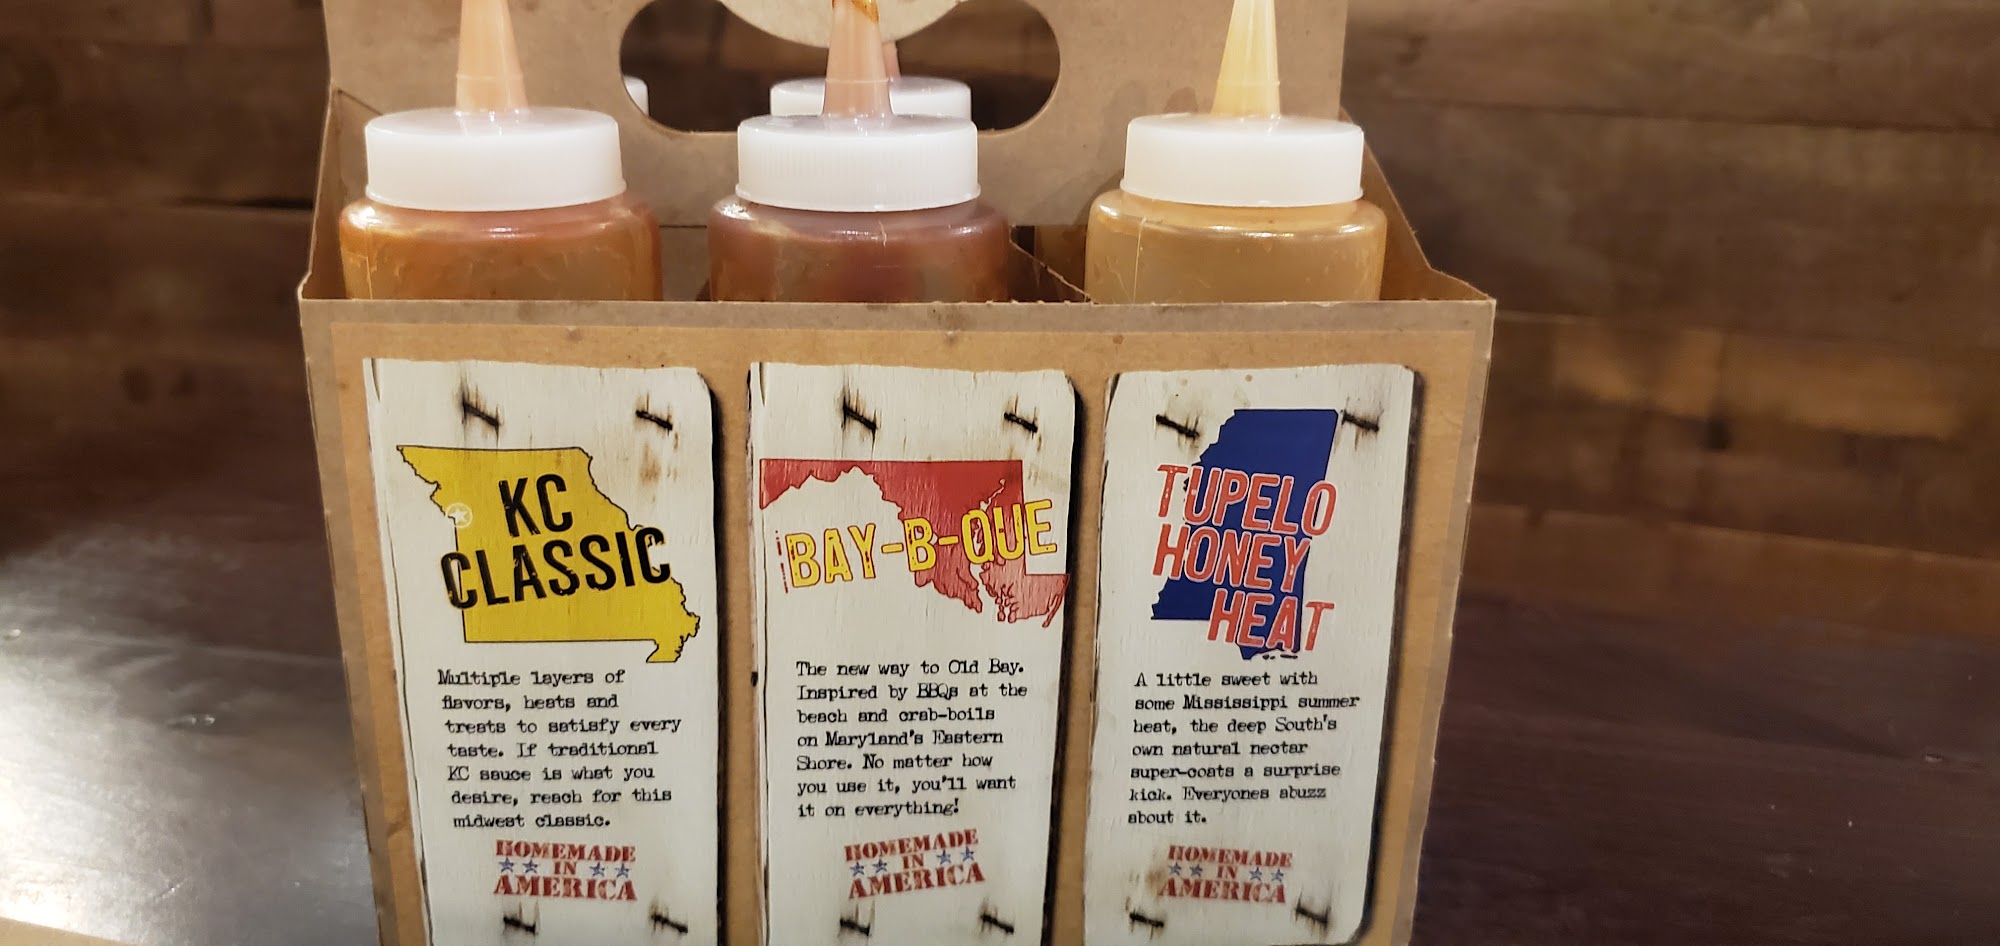 KC
CLASSIC
Multiple layers of
flavors, heats and
treats to satisfy every
taste. If traditional
KC sauce is what you
desire, reach for this
midwest classic.
HOMEMADE
IN
AMERICA
BAY-B-QUE
The new way to Old Bay.
Inspired by BBQs at the
beach and crab-boils
on Maryland's Eastern
Shore. No matter how
you use it, you'll want
it on everything!
HOMEMADE
IN
AMERICA
TUPELO
HONEY
HEAT
A little sweet with
some Mississippi summer
heat, the deep South's
own natural nectar
super-coats a surprise
kick. Everyones abuzz
about it.
HOMEMADE
IN
AMERICA